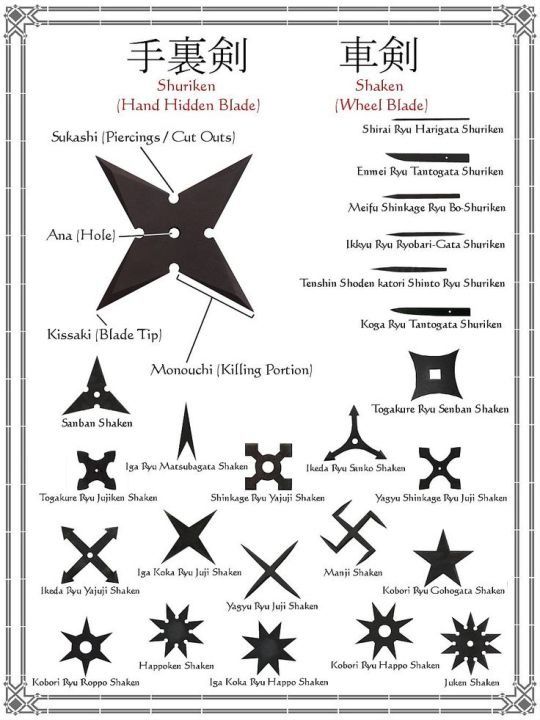 手裏剣
車剣
Shuriken
(Hand Hidden Blade)
Shaken
(Wheel Blade)
Sukashi (Piercings / Cut Outs)
Ana (Hole)
Kissaki (Blade Tip)
Monouchi (Killing Portion)
Shirai Ryu Harigata Shuriken
Enmei Ryu Tantogata Shuriken
Meifu Shinkage Ryu Bo-Shuriken
Ikkyu Ryu Ryobari-Gata Shuriken
Tenshin Shoden katori Shinto Ryu Shuriken
Koga Ryu Tantogata Shuriken
Sanban Shaken
Togakure Ryu Senban Shaken
Iga Ryu Matsubagata Shaken
Ikeda Ryu Sanko Shaken
Togakure Ryu Jujiken Shaken
Shinkage Ryu Yajuji Shaken
Yagyu Shinkage Ryu Juji Shaken
Iga Koka Ryu Juji Shaken
Manji Shaken
Ikeda Ryu Yajuji Shaken
Yagyu Ryu Juji Shaken
Kobori Ryu Gohogata Shaken
Kobori Ryu Roppo Shaken
Happoken Shaken
Iga Koka Ryu Happo Shaken
Kobori Ryu Happo Shaken
Juken Shaken